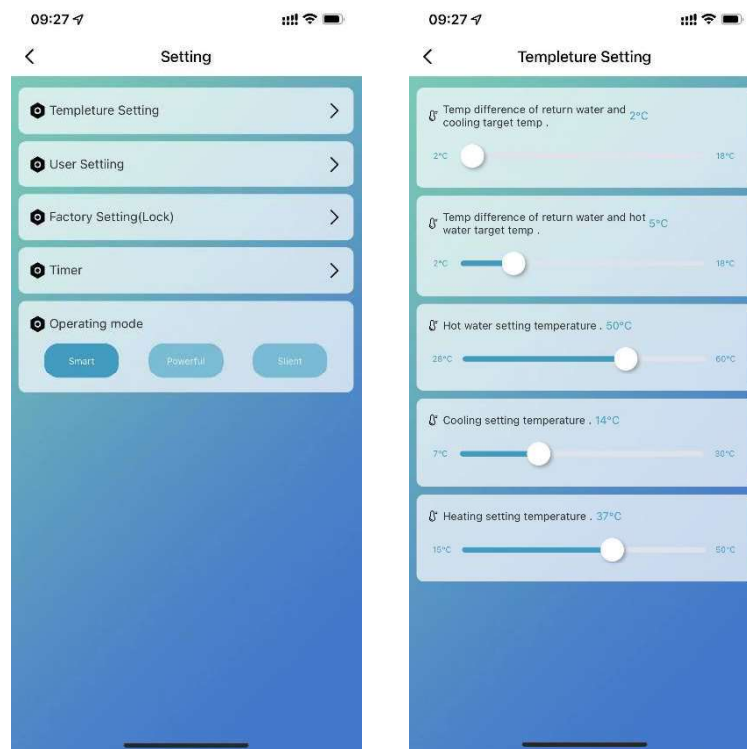 09:27
Setting
Templeture Setting
User Settiing
Factory Setting(Lock)
Timer
Operating mode
Smart Powerful Slient
09:27
Templeture Setting
Temp difference of return water and
cooling target temp . 2°C
2°C 18°C
Temp difference of return water and hot
water target temp . 5°C
2°C 18°C
Hot water setting temperature . 50°C
28°C 60°C
Cooling setting temperature . 14°C
7°C 30°C
Heating setting temperature . 37°C
15°C 50°C